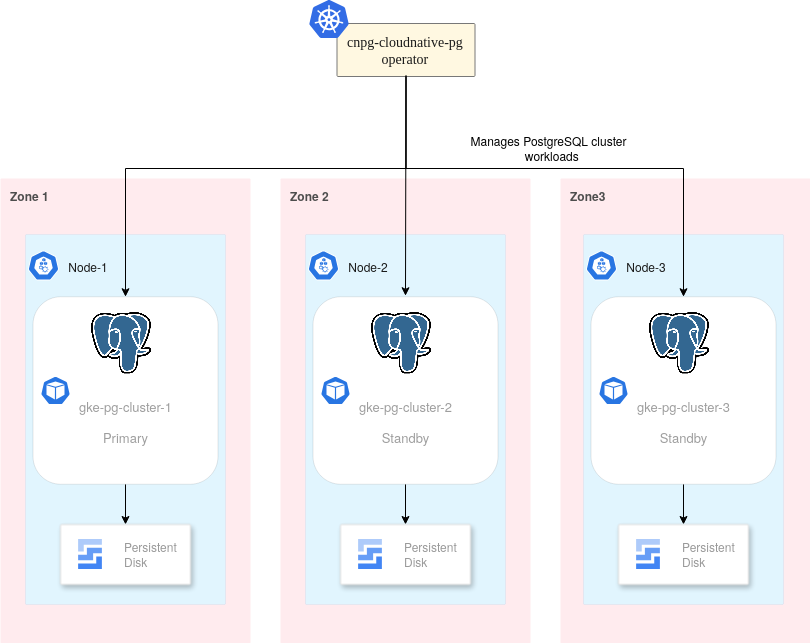 cnpg-cloudnative-pg
operator
Manages PostgreSQL cluster
workloads
Zone 1
Zone 2
Zone3
Node-1
Node-2
Node-3
gke-pg-cluster-1
Primary
gke-pg-cluster-2
Standby
gke-pg-cluster-3
Standby
Persistent
Disk
Persistent
Disk
Persistent
Disk